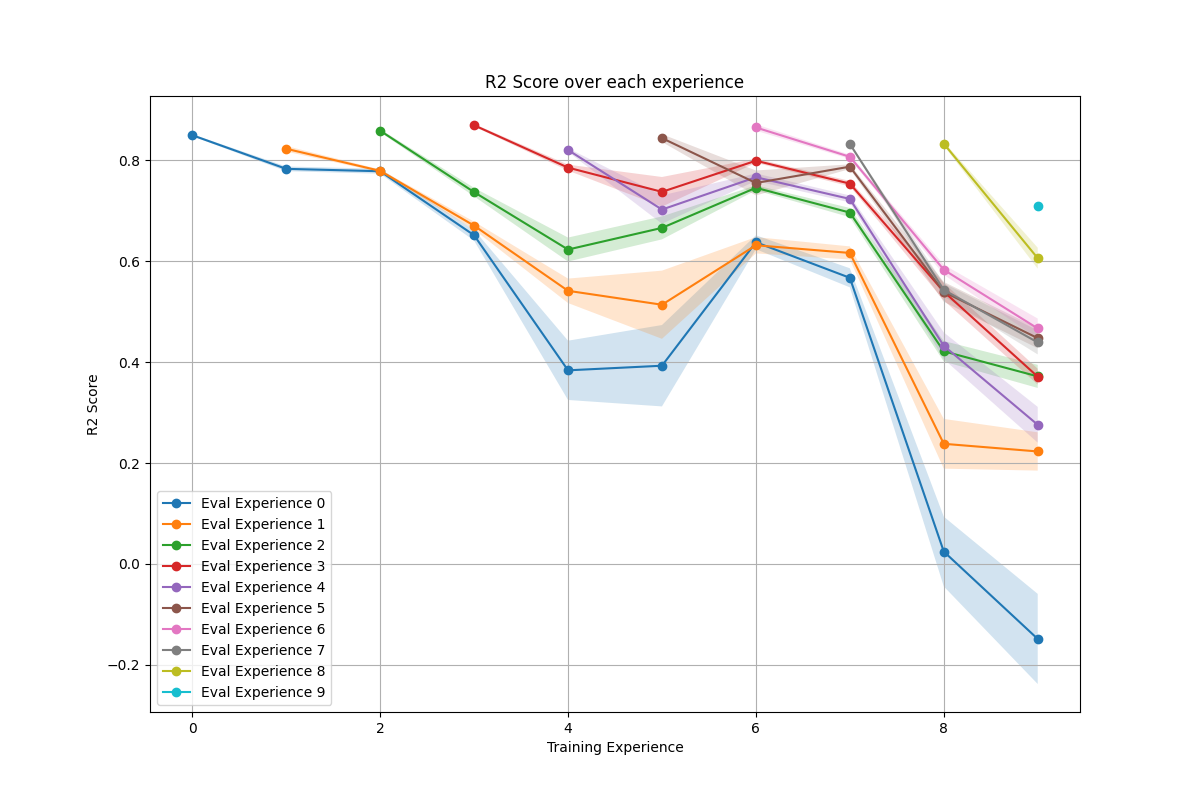 R2 Score over each experience
R2 Score
0.8
0.6
0.4
0.2
0.0
−0.2
Eval Experience 0
Eval Experience 1
Eval Experience 2
Eval Experience 3
Eval Experience 4
Eval Experience 5
Eval Experience 6
Eval Experience 7
Eval Experience 8
Eval Experience 9
0 2 4 6 8
Training Experience